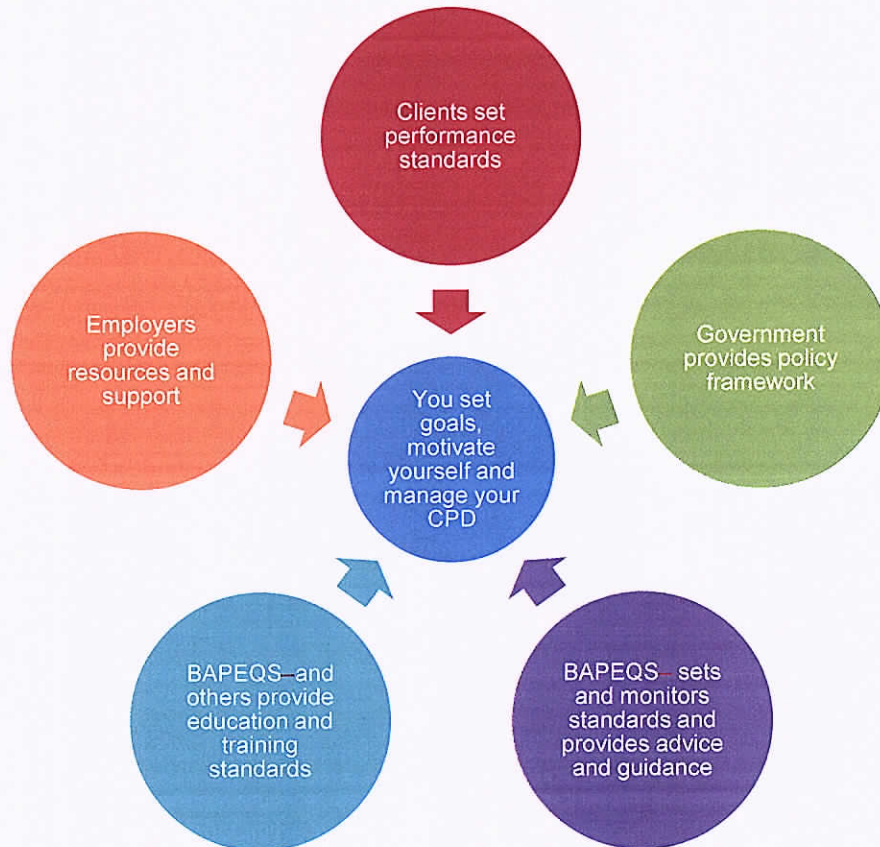 Clients set
performance
standards
Employers
provide
resources and
support
Government
provides policy
framework
You set
goals,
motivate
yourself and
manage your
CPD
BAPEQS–and
others provide
education and
training
standards
BAPEQS– sets
and monitors
standards and
provides advice
and guidance